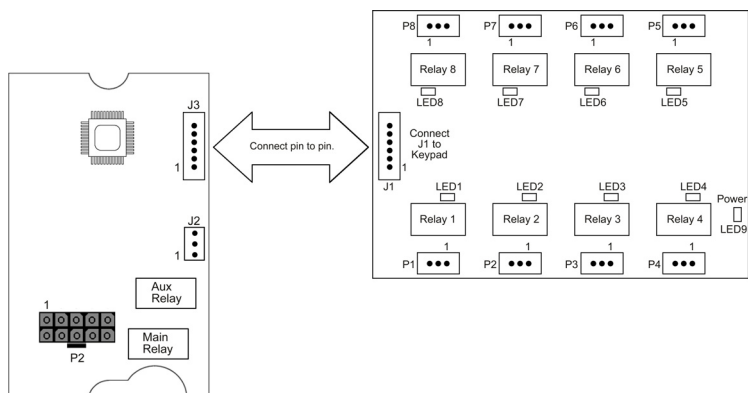 P8
P7
P6
P5
1
1
1
1
Relay 8
Relay 7
Relay 6
Relay 5
LED8
LED7
LED6
LED5
J3
1
Connect pin to pin.
Connect
J1 to
Keypad
1
J1
LED1
LED2
LED3
LED4
Power
LED9
Relay 1
Relay 2
Relay 3
Relay 4
J2
1
1
1
1
1
P1
P2
P3
P4
Aux
Relay
1
Main
Relay
P2